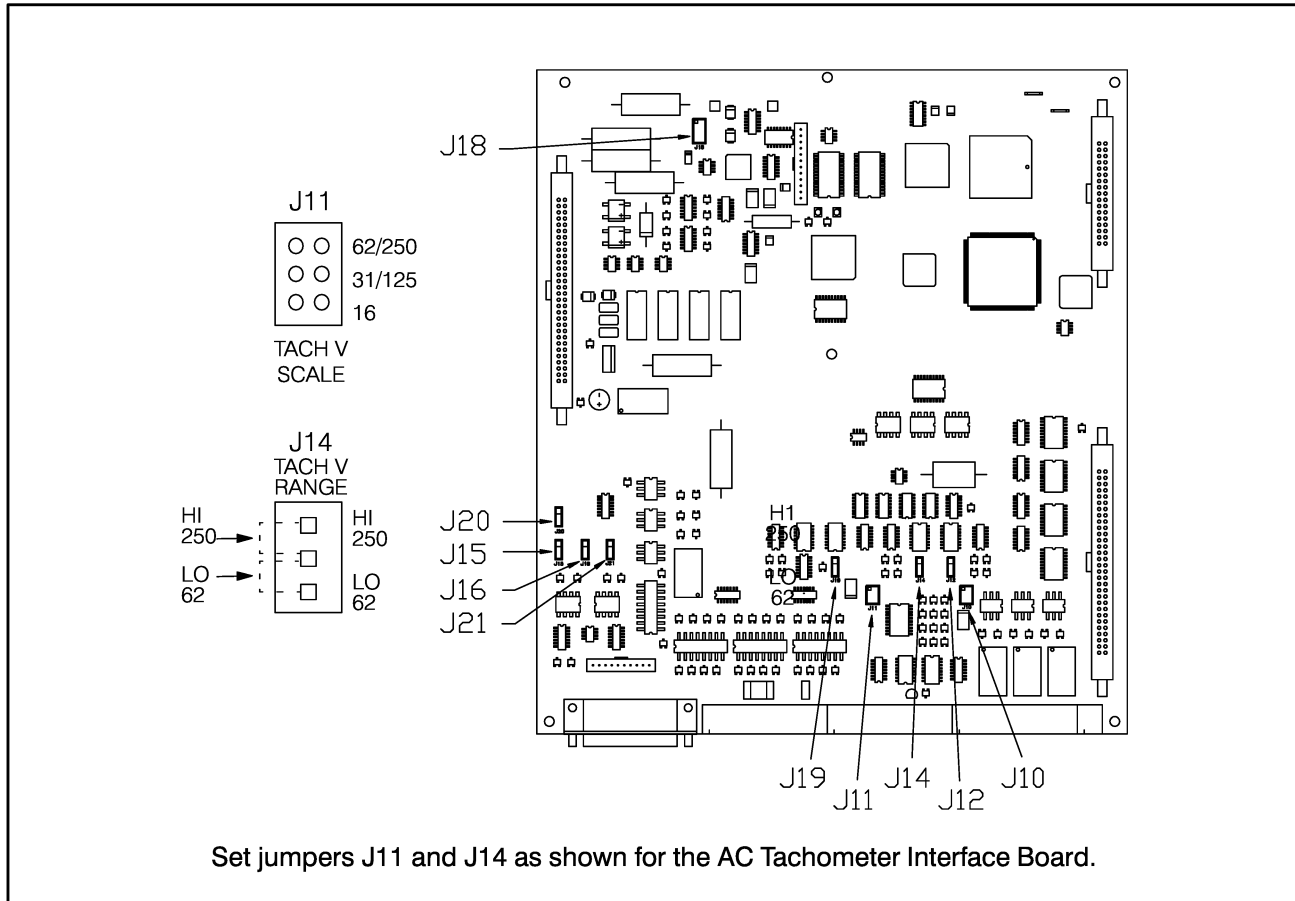 J18
J11
62/250
31/125
16
TACH V
SCALE
J14
TACH V
RANGE
HI
250
LO
62
HI
250
LO
62
J20
J15
J16
J21
H1
250
LO
62
J19
J11
J14
J12
J10
Set jumpers J11 and J14 as shown for the AC Tachometer Interface Board.